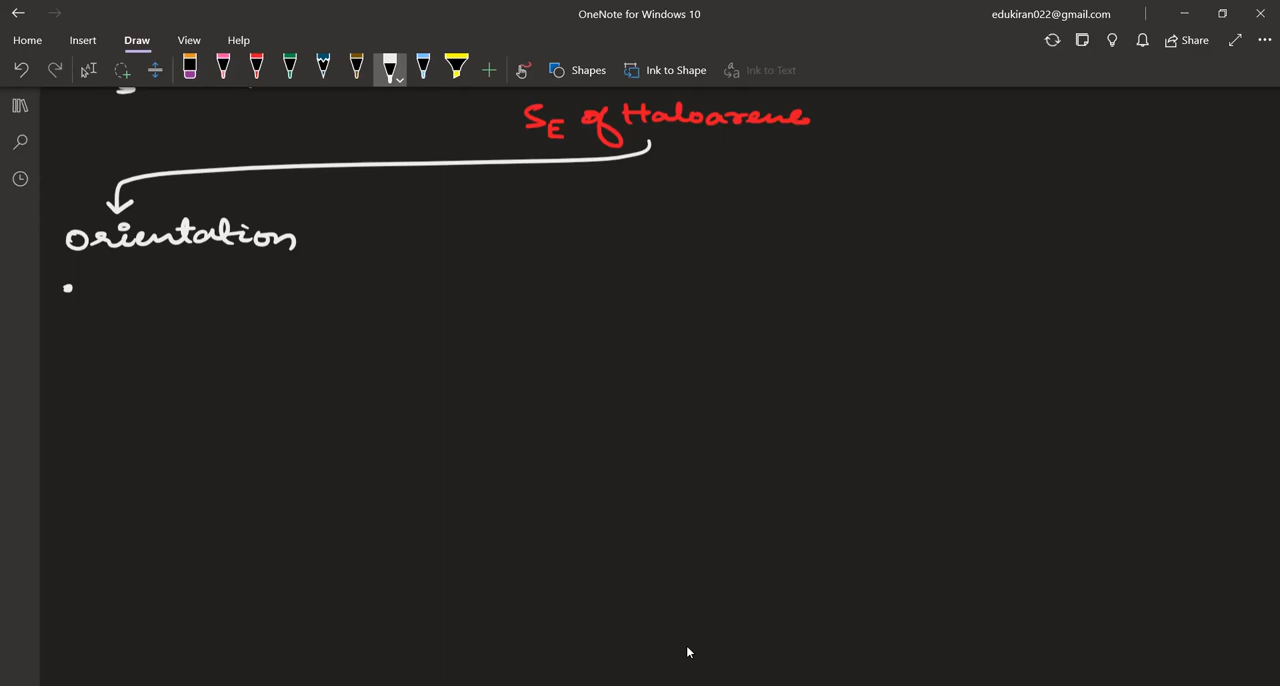 OneNote for Windows 10
edukiran022@gmail.com
Home Insert Draw View Help
Share
Shapes Ink to Shape Ink to Text
SE of Haloarene
Orientation